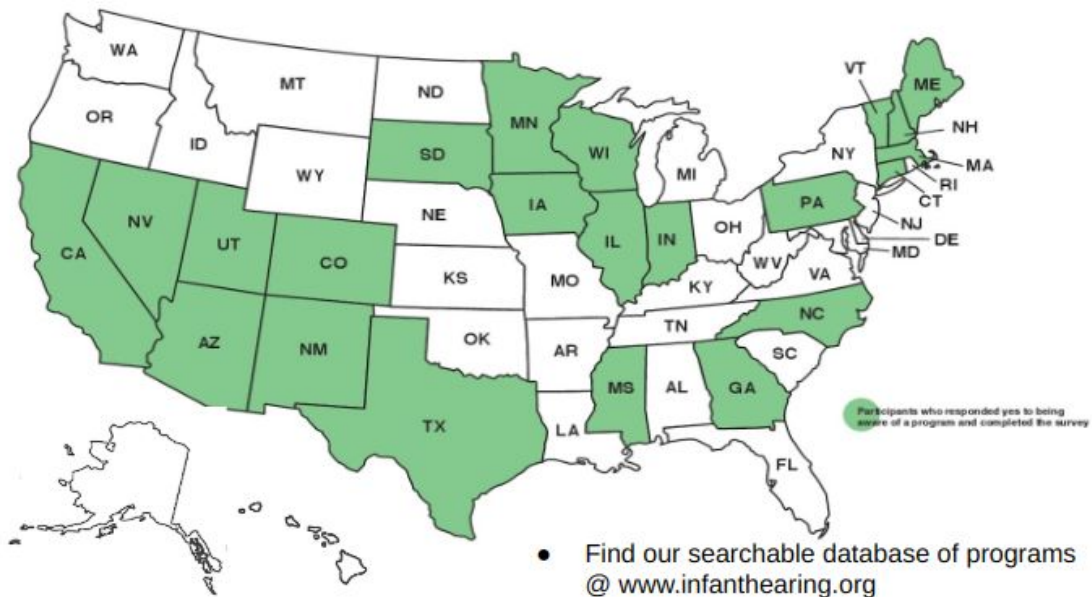 WA
MT
ND
MN
VT
ME
OR
ID
SD
WI
NH
WY
MI
NY
MA
RI
CT
NE
IA
PA
NV
UT
IL
IN
OH
NJ
CA
CO
DE
MD
KS
MO
WV
VA
KY
AZ
NM
OK
TN
NC
AR
SC
MS
AL
GA
TX
LA
Participants who responded yes to being
aware of a program and completed the survey
FL
● Find our searchable database of programs
@ www.infanthearing.org